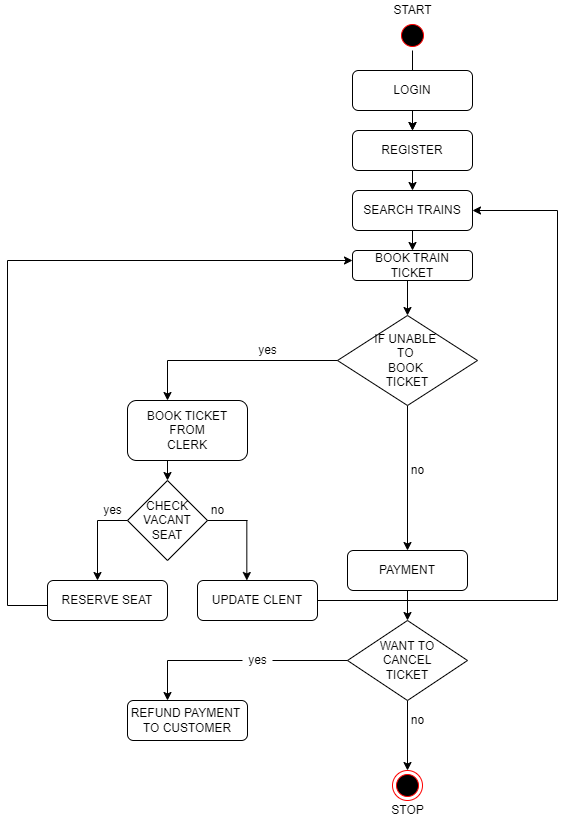 START
LOGIN
REGISTER
SEARCH TRAINS
BOOK TRAIN
TICKET
IF UNABLE
TO
BOOK
TICKET
yes
BOOK TICKET
FROM
CLERK
no
yes
CHECK
VACANT
SEAT
no
RESERVE SEAT
UPDATE CLENT
PAYMENT
WANT TO
CANCEL
TICKET
yes
REFUND PAYMENT
TO CUSTOMER
no
STOP